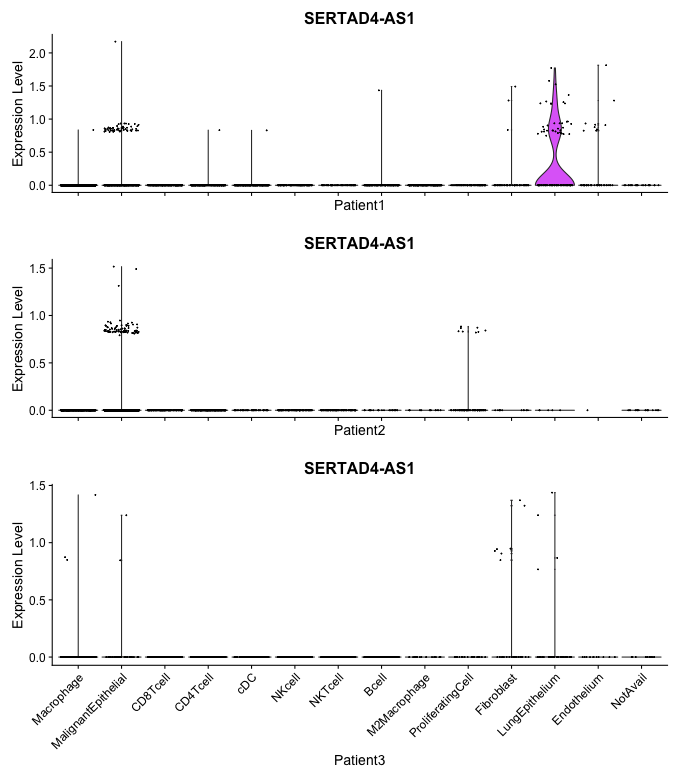 SERTAD4-AS1
Expression Level
2.0
1.5
1.0
0.5
0.0
Patient1
SERTAD4-AS1
Expression Level
1.5
1.0
0.5
0.0
Patient2
SERTAD4-AS1
Expression Level
1.5
1.0
0.5
0.0
Macrophage
MalignantEpithelial
CD8Tcell
CD4Tcell
cDC
NKcell
NKTcell
Bcell
M2Macrophage
ProliferatingCell
Fibroblast
LungEpithelium
Endothelium
NotAvail
Patient3